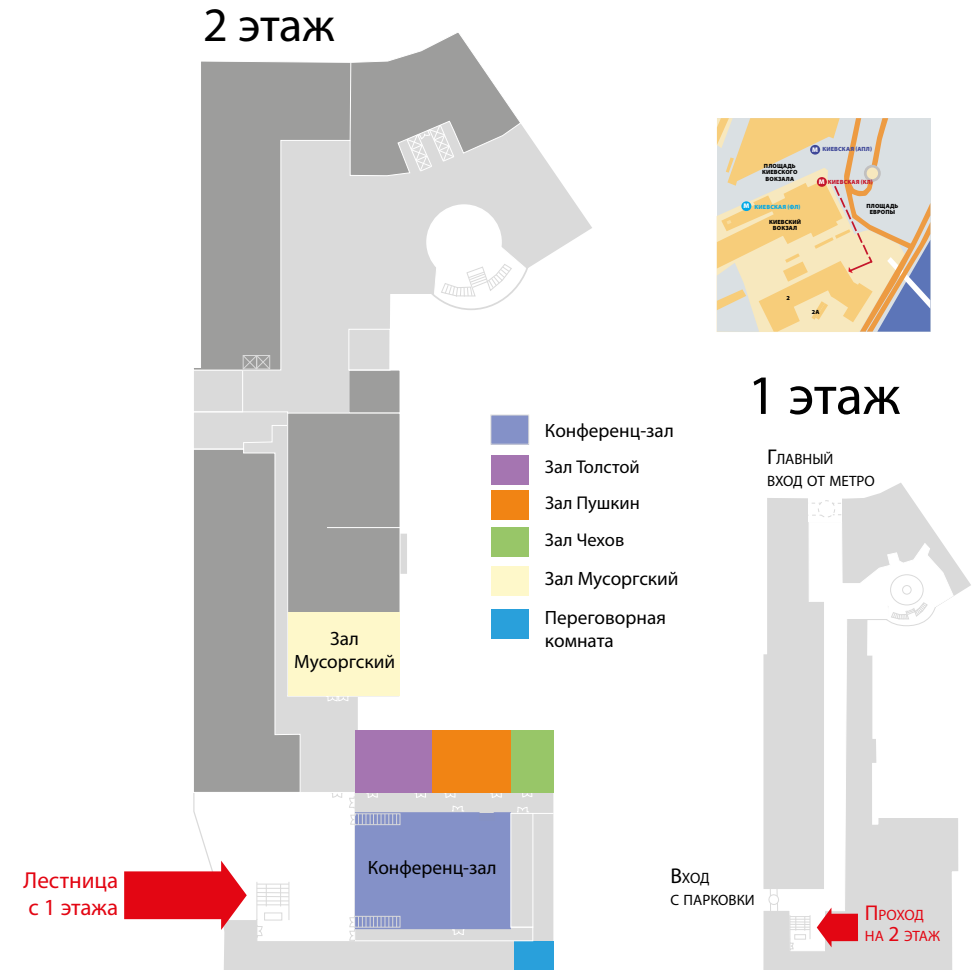 2 этаж
М КИЕВСКАЯ (АПЛ)
ПЛОЩАДЬ
КИЕВСКОГО
ВОКЗАЛА
М КИЕВСКАЯ (КЛ)
М КИЕВСКАЯ (ФЛ)
ПЛОЩАДЬ
ЕВРОПЫ
КИЕВСКИЙ
ВОКЗАЛ
2
2А
1 этаж
Главный
вход от метро
Конференц-зал
Зал Толстой
Зал Пушкин
Зал Чехов
Зал Мусоргский
Переговорная
комната
Зал
Мусоргский
Конференц-зал
Лестница
с 1 этажа
Вход
с парковки
Проход
на 2 этаж